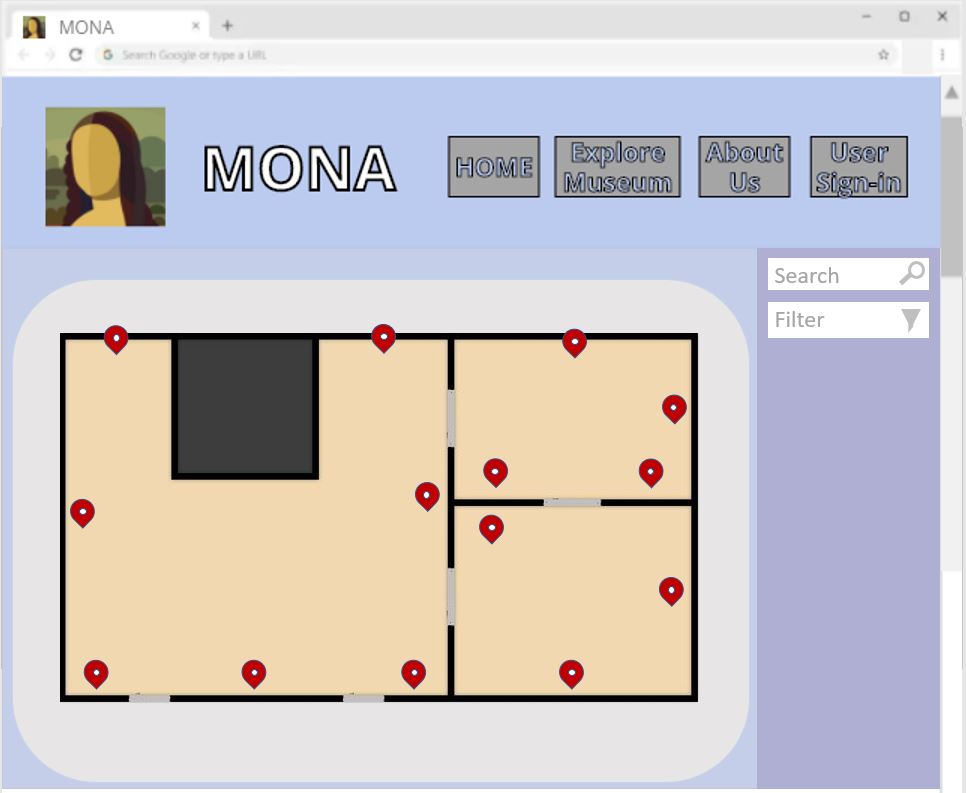 MONA
Search Google or type a URL
MONA
HOME
Explore
Museum
About
Us
User
Sign-in
Search
Filter